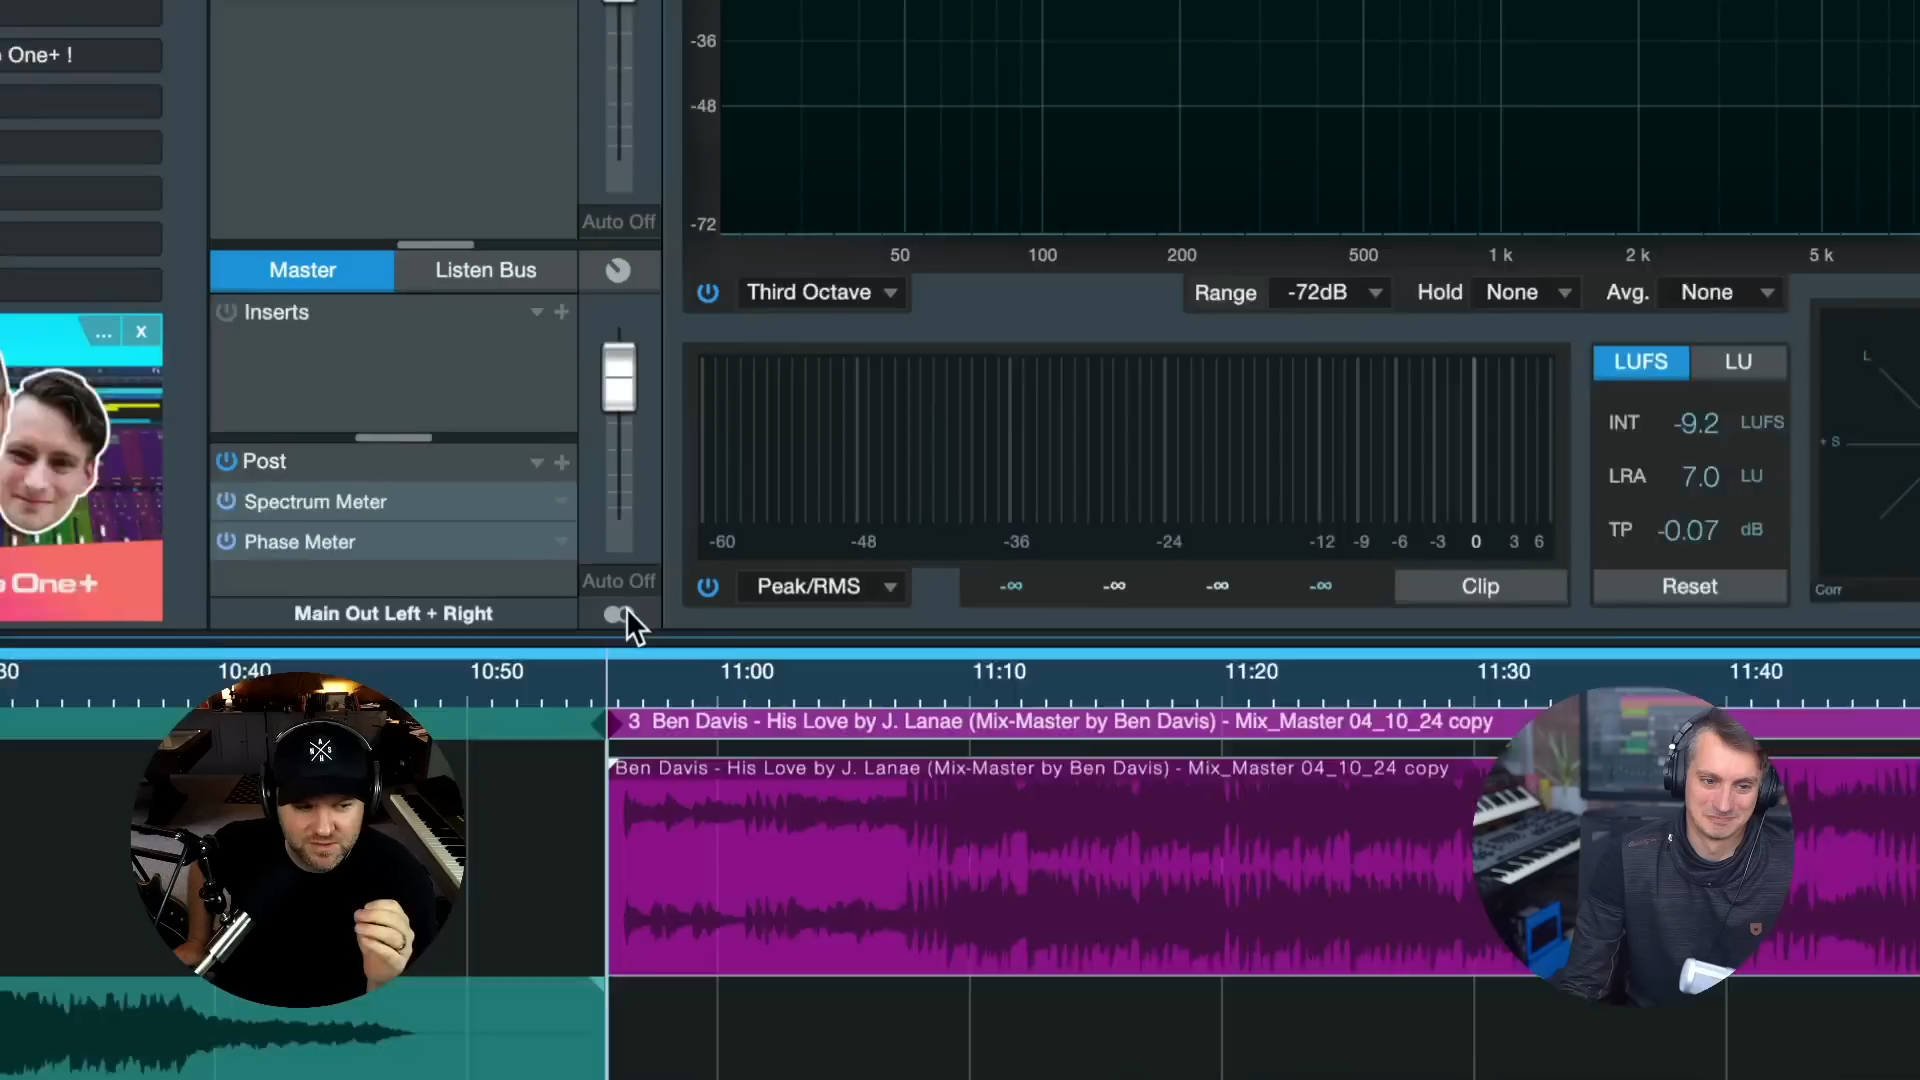 One+ !
-36
-48
-72
Auto Off
50 100 200 500 1 k 2 k 5 k
Master Listen Bus
Third Octave Range -72dB Hold None Avg. None
Inserts
... x
LUFS LU
L
INT -9.2 LUFS
+ S
Post
LRA 7.0 LU
Spectrum Meter
TP -0.07 dB
Phase Meter
-60 -48 -36 -24 -12 -9 -6 -3 0 3 6
One+
Auto Off
Peak/RMS -∞ -∞ -∞ -∞ Clip Reset Corr
Main Out Left + Right
30 10:40 10:50 11:00 11:10 11:20 11:30 11:40
3 Ben Davis - His Love by J. Lanae (Mix-Master by Ben Davis) - Mix_Master 04_10_24 copy
Ben Davis - His Love by J. Lanae (Mix-Master by Ben Davis) - Mix_Master 04_10_24 copy